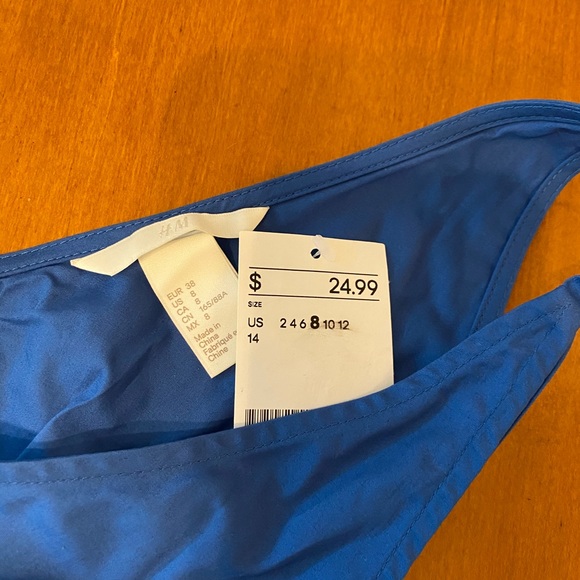 H&M
EUR 38
US 8
CA 8
CN 165/88A
MX 8
Made in
China
Fabriqué e
Chine
$ 24.99
SIZE
US 2 4 6 8 10 12
14